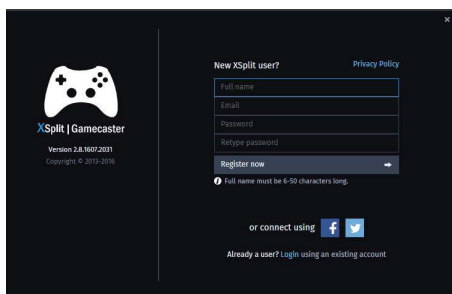 XSplit | Gamecaster
Version 2.8.1607.2031
Copyright © 2013-2016
New XSplit user? Privacy Policy
Full name
Email
Password
Retype password
Register now
Full name must be 6-50 characters long.
or connect using
Already a user? Login using an existing account